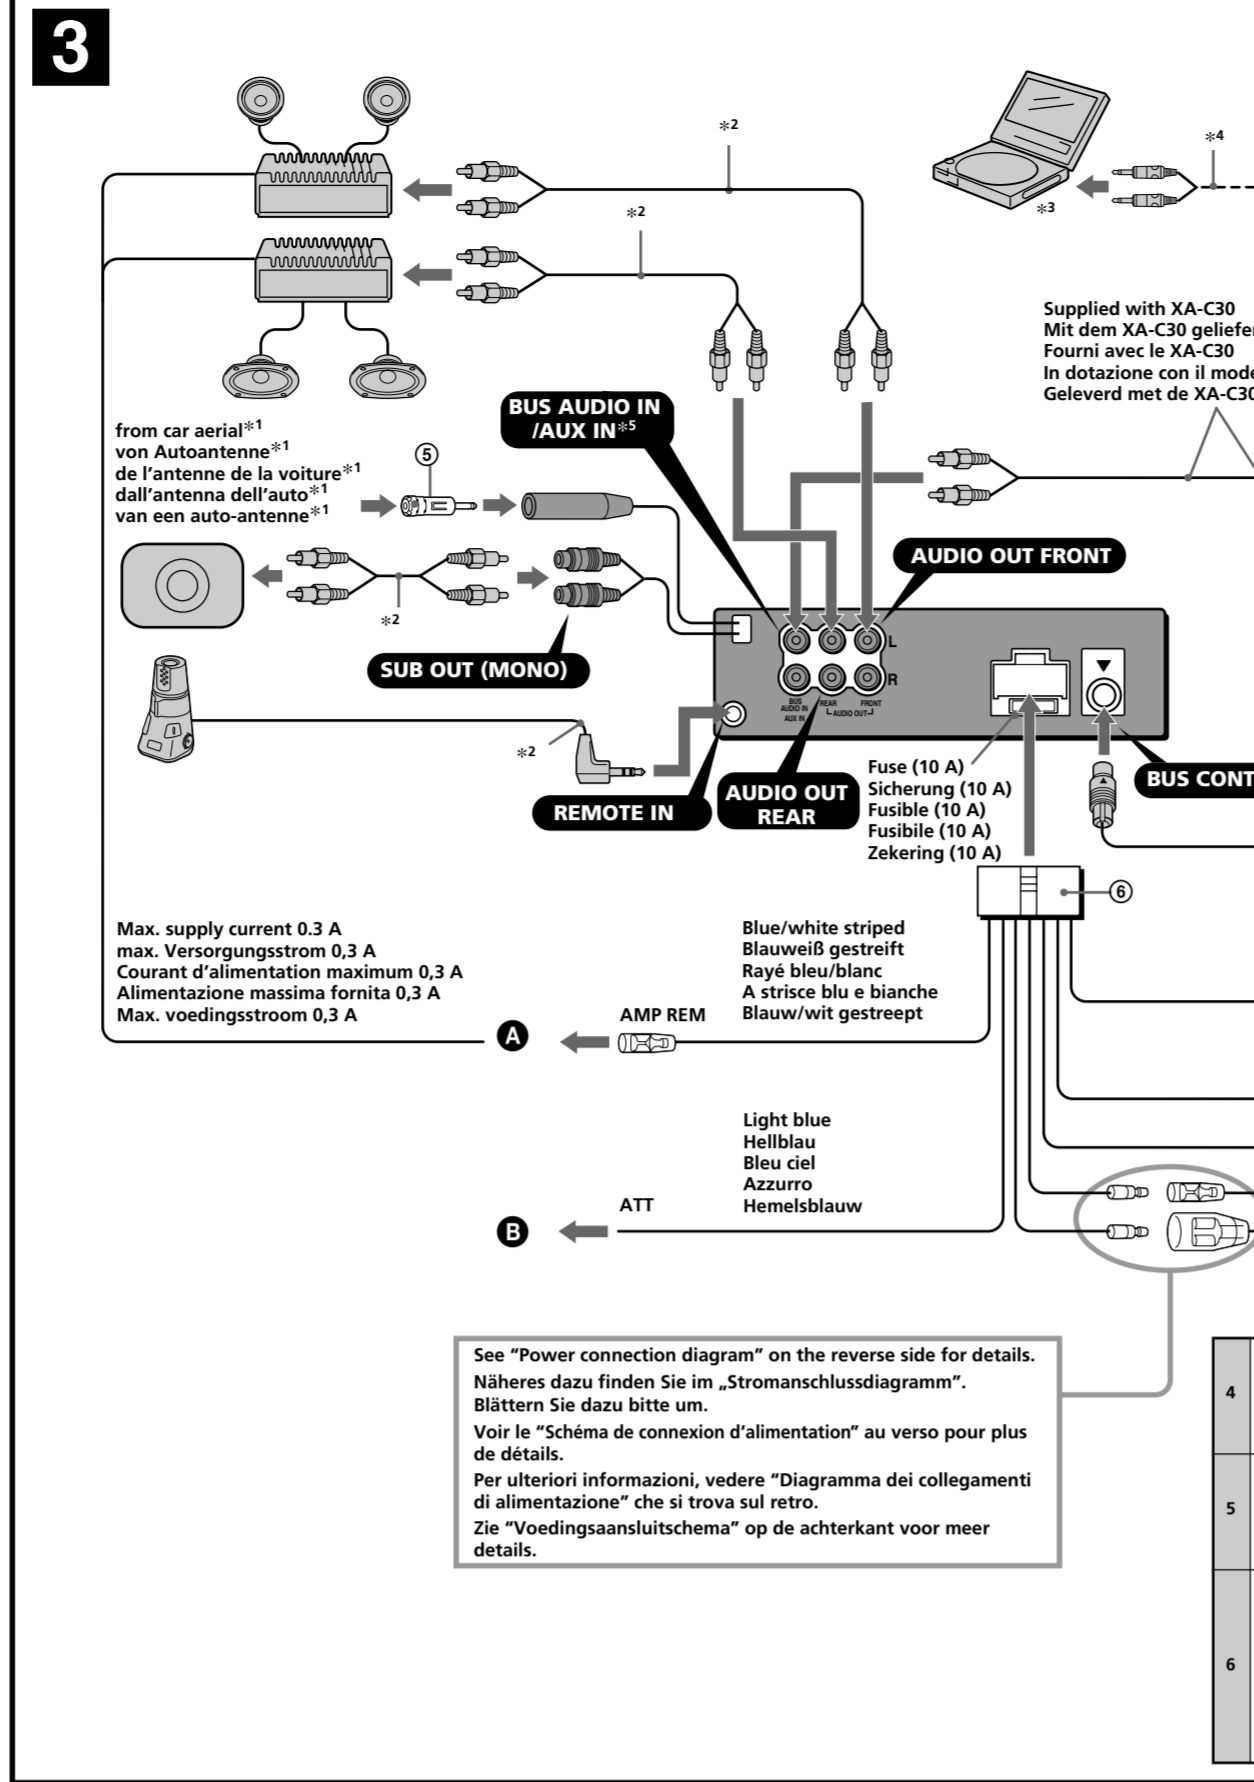 3
*2
*4
*2
*3
Supplied with XA-C30
Mit dem XA-C30 geliefer
Fourni avec le XA-C30
In dotazione con il mode
Geleverd met de XA-C30
BUS AUDIO IN
/AUX IN*5
from car aerial*1
von Autoantenne*1
de l'antenne de la voiture*1
dall'antenna dell'auto*1
van een auto-antenne*1
5
AUDIO OUT FRONT
*2
SUB OUT (MONO)
L
R
BUS
AUDIO IN
AUX IN
REAR
FRONT
AUDIO OUT
*2
REMOTE IN
AUDIO OUT
REAR
Fuse (10 A)
Sicherung (10 A)
Fusible (10 A)
Fusibile (10 A)
Zekering (10 A)
BUS CONT
6
Max. supply current 0.3 A
max. Versorgungsstrom 0,3 A
Courant d'alimentation maximum 0,3 A
Alimentazione massima fornita 0,3 A
Max. voedingsstroom 0,3 A
Blue/white striped
Blauweiß gestreift
Rayé bleu/blanc
A strisce blu e bianche
Blauw/wit gestreept
A
AMP REM
Light blue
Hellblau
Bleu ciel
Azzurro
Hemelsblauw
B
ATT
See "Power connection diagram" on the reverse side for details.
Näheres dazu finden Sie im „Stromanschlussdiagramm".
Blättern Sie dazu bitte um.
Voir le "Schéma de connexion d'alimentation" au verso pour plus
de détails.
Per ulteriori informazioni, vedere "Diagramma dei collegamenti
di alimentazione" che si trova sul retro.
Zie "Voedingsaansluitschema" op de achterkant voor meer
details.
4
5
6